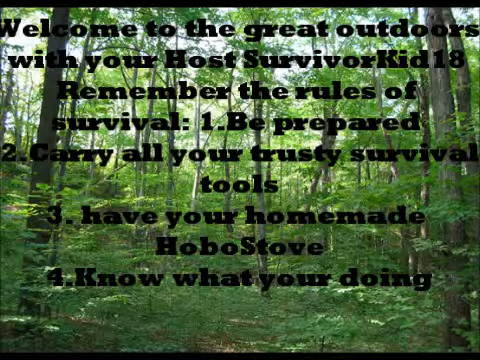 Welcome to the great outdoors
with your Host SurvivorKid18
Remember the rules of
survival: 1.Be prepared
2.Carry all your trusty survival
tools
3. have your homemade
HoboStove
4.Know what your doing